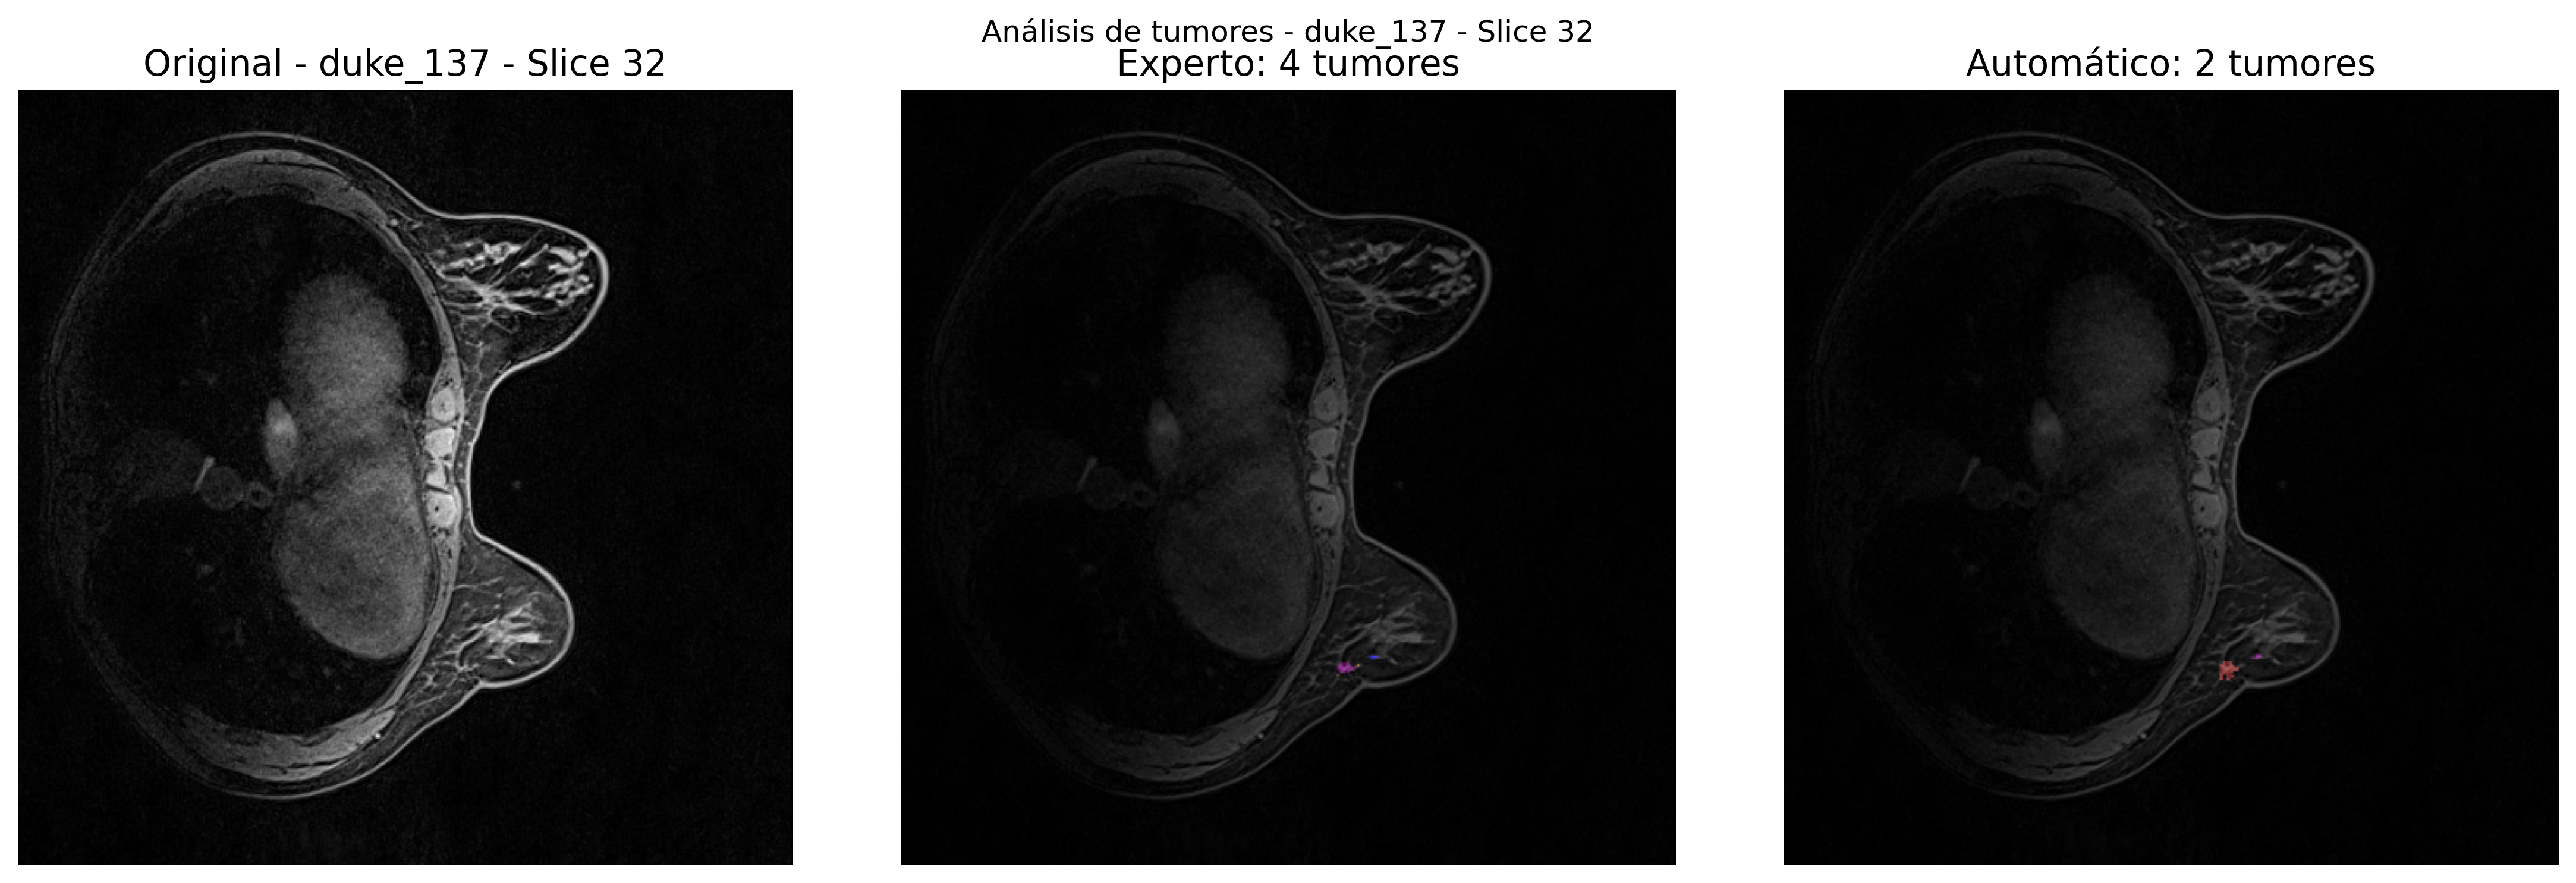 Análisis de tumores - duke_137 - Slice 32
Original - duke_137 - Slice 32
Experto: 4 tumores
Automático: 2 tumores